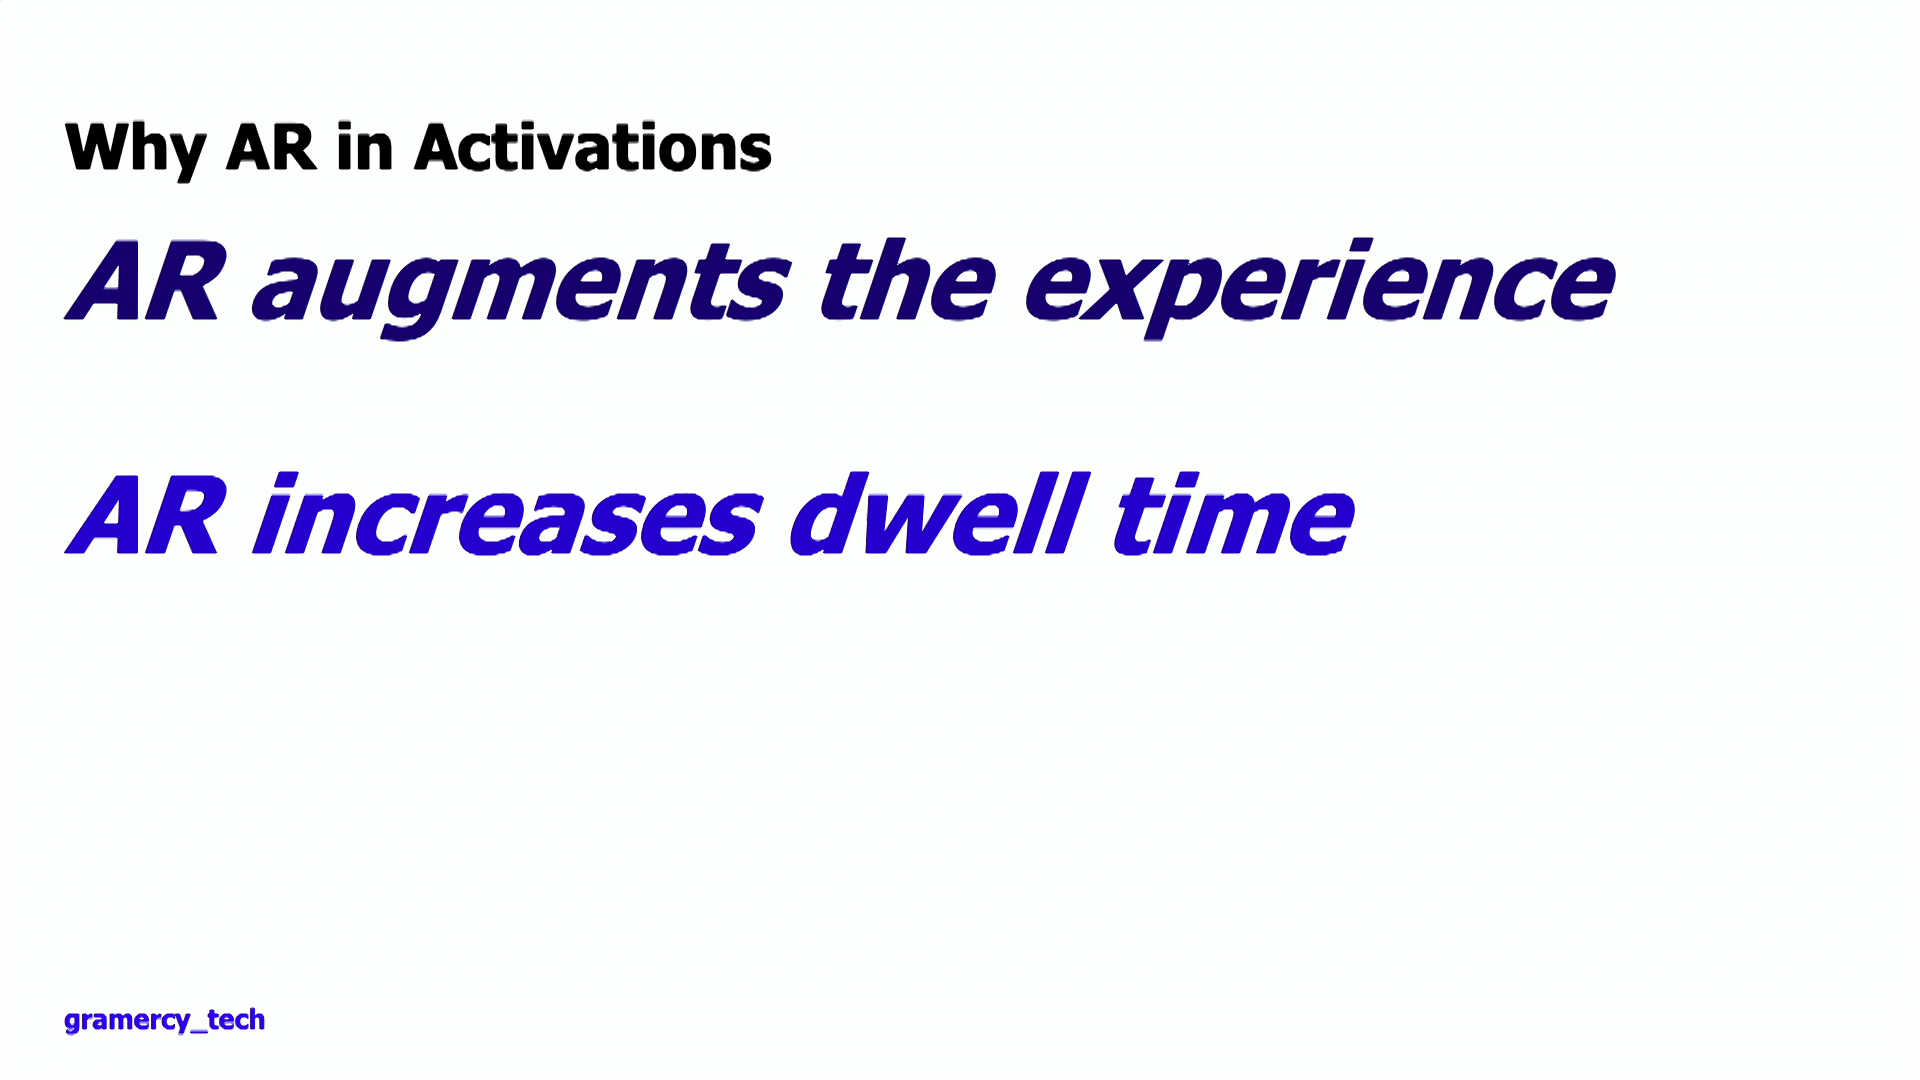 Why AR in Activations
AR augments the experience
AR increases dwell time
gramercy_tech